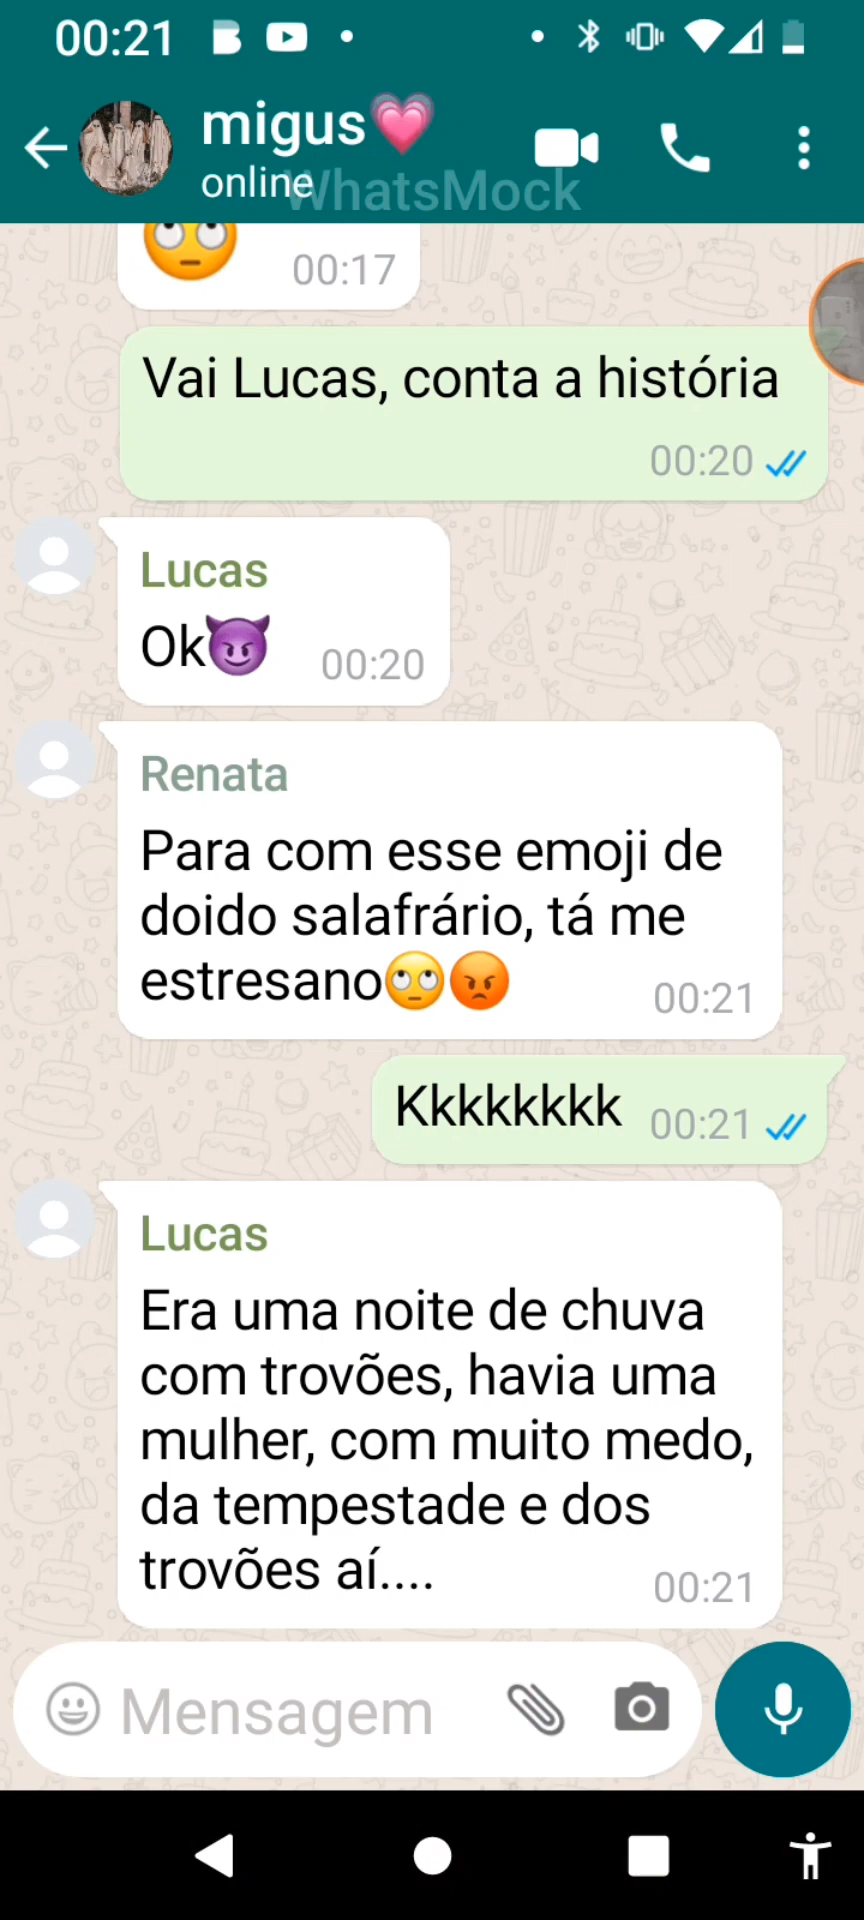 00:21
migus
online
WhatsMock
00:17
Vai Lucas, conta a história
00:20
Lucas
Ok 00:20
Renata
Para com esse emoji de
doido salafrário, tá me
estresano 00:21
Kkkkkkkk 00:21
Lucas
Era uma noite de chuva
com trovões, havia uma
mulher, com muito medo,
da tempestade e dos
trovões aí.... 00:21
Mensagem